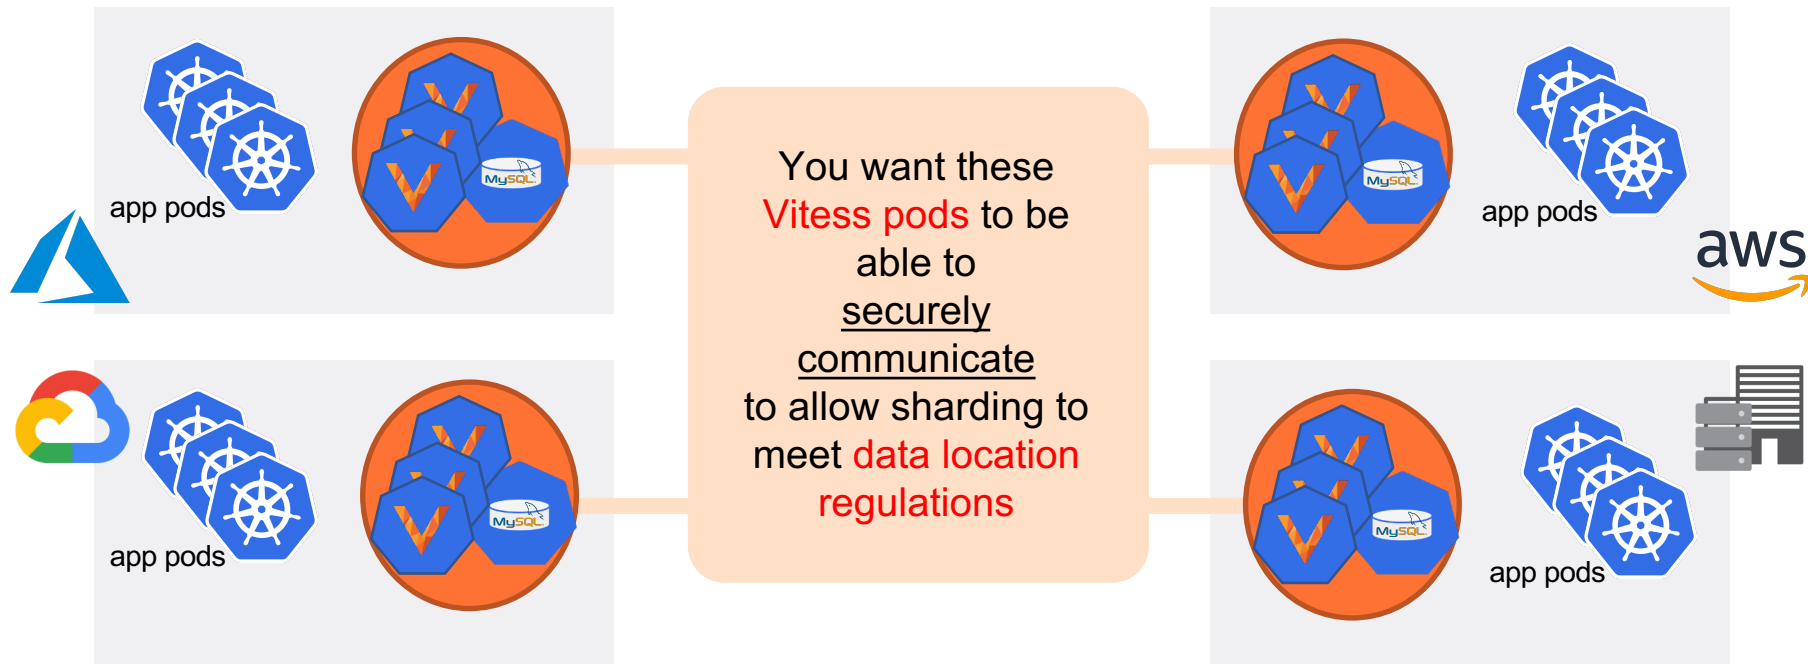 app pods
MySQL
You want these
Vitess pods to be
able to
securely
communicate
to allow sharding to
meet data location
regulations
MySQL
app pods
aws
app pods
MySQL
MySQL
app pods